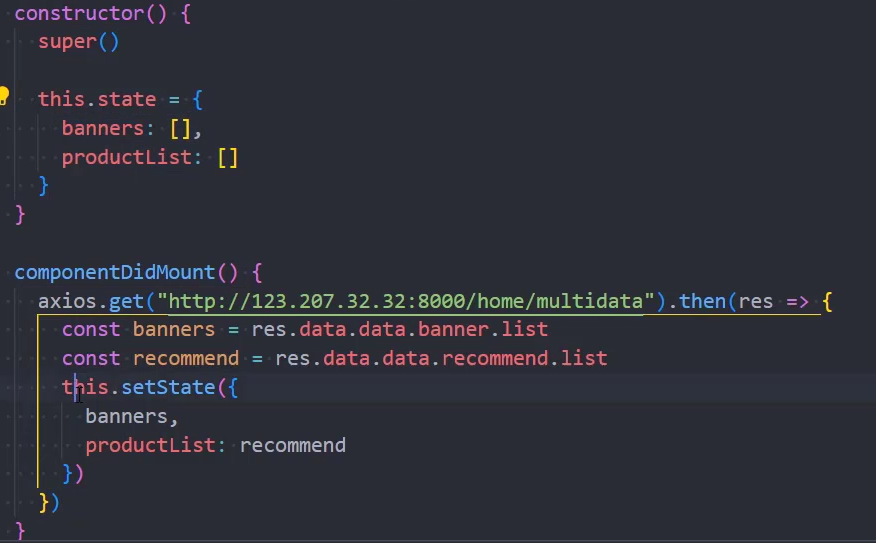 constructor() {
super()
this.state = {
banners: [],
productList: []
}
}
componentDidMount() {
axios.get("http://123.207.32.32:8000/home/multidata").then(res => {
const banners = res.data.data.banner.list
const recommend = res.data.data.recommend.list
this.setState({
banners,
productList: recommend
})
})
}